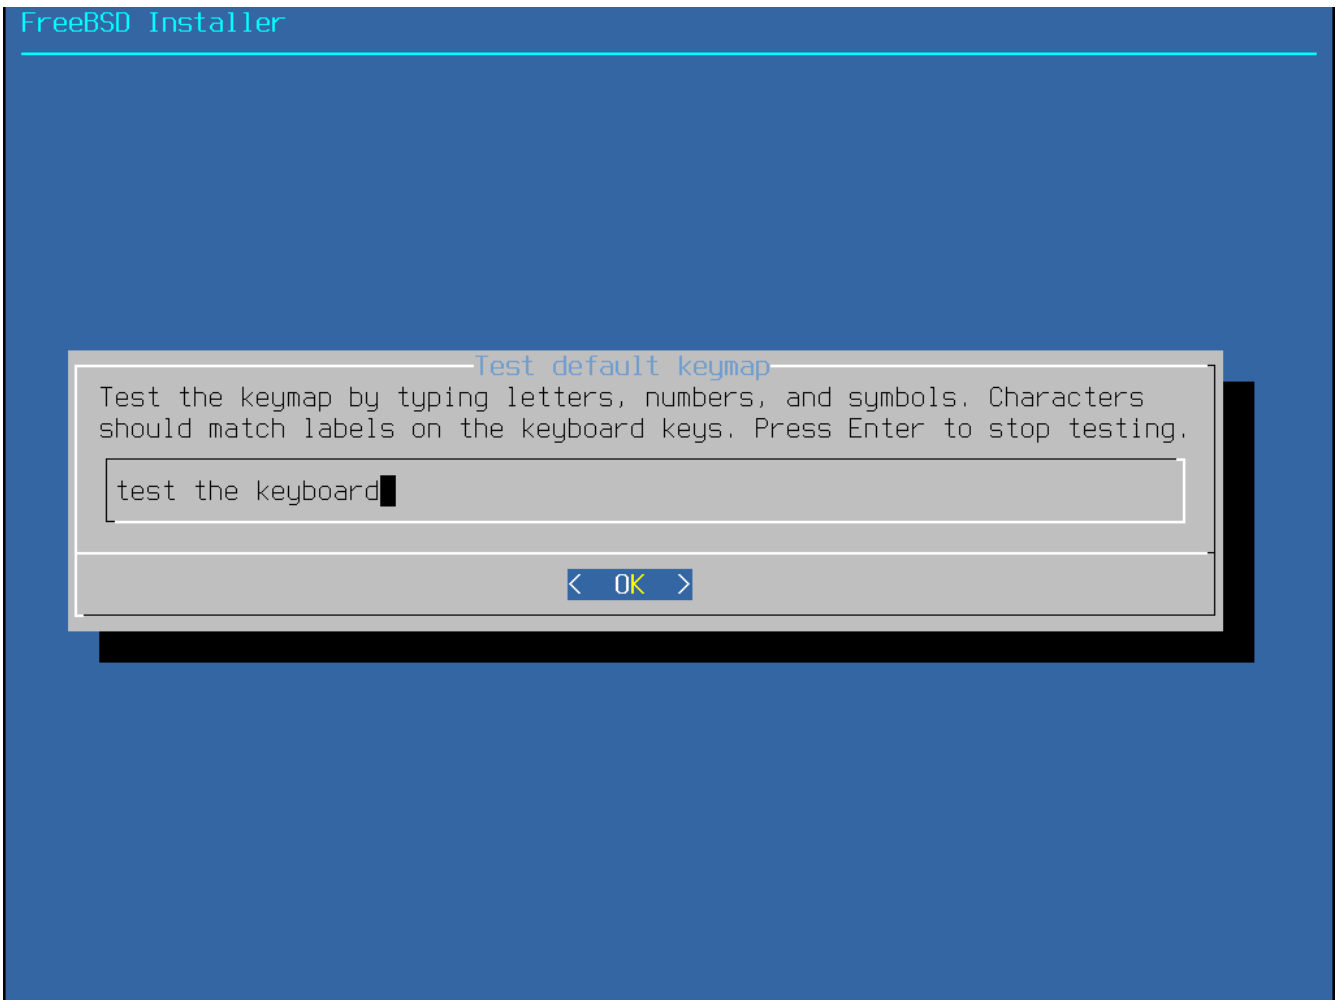 FreeBSD Installer
Test default keymap
Test the keymap by typing letters, numbers, and symbols. Characters
should match labels on the keyboard keys. Press Enter to stop testing.
test the keyboard
< OK >